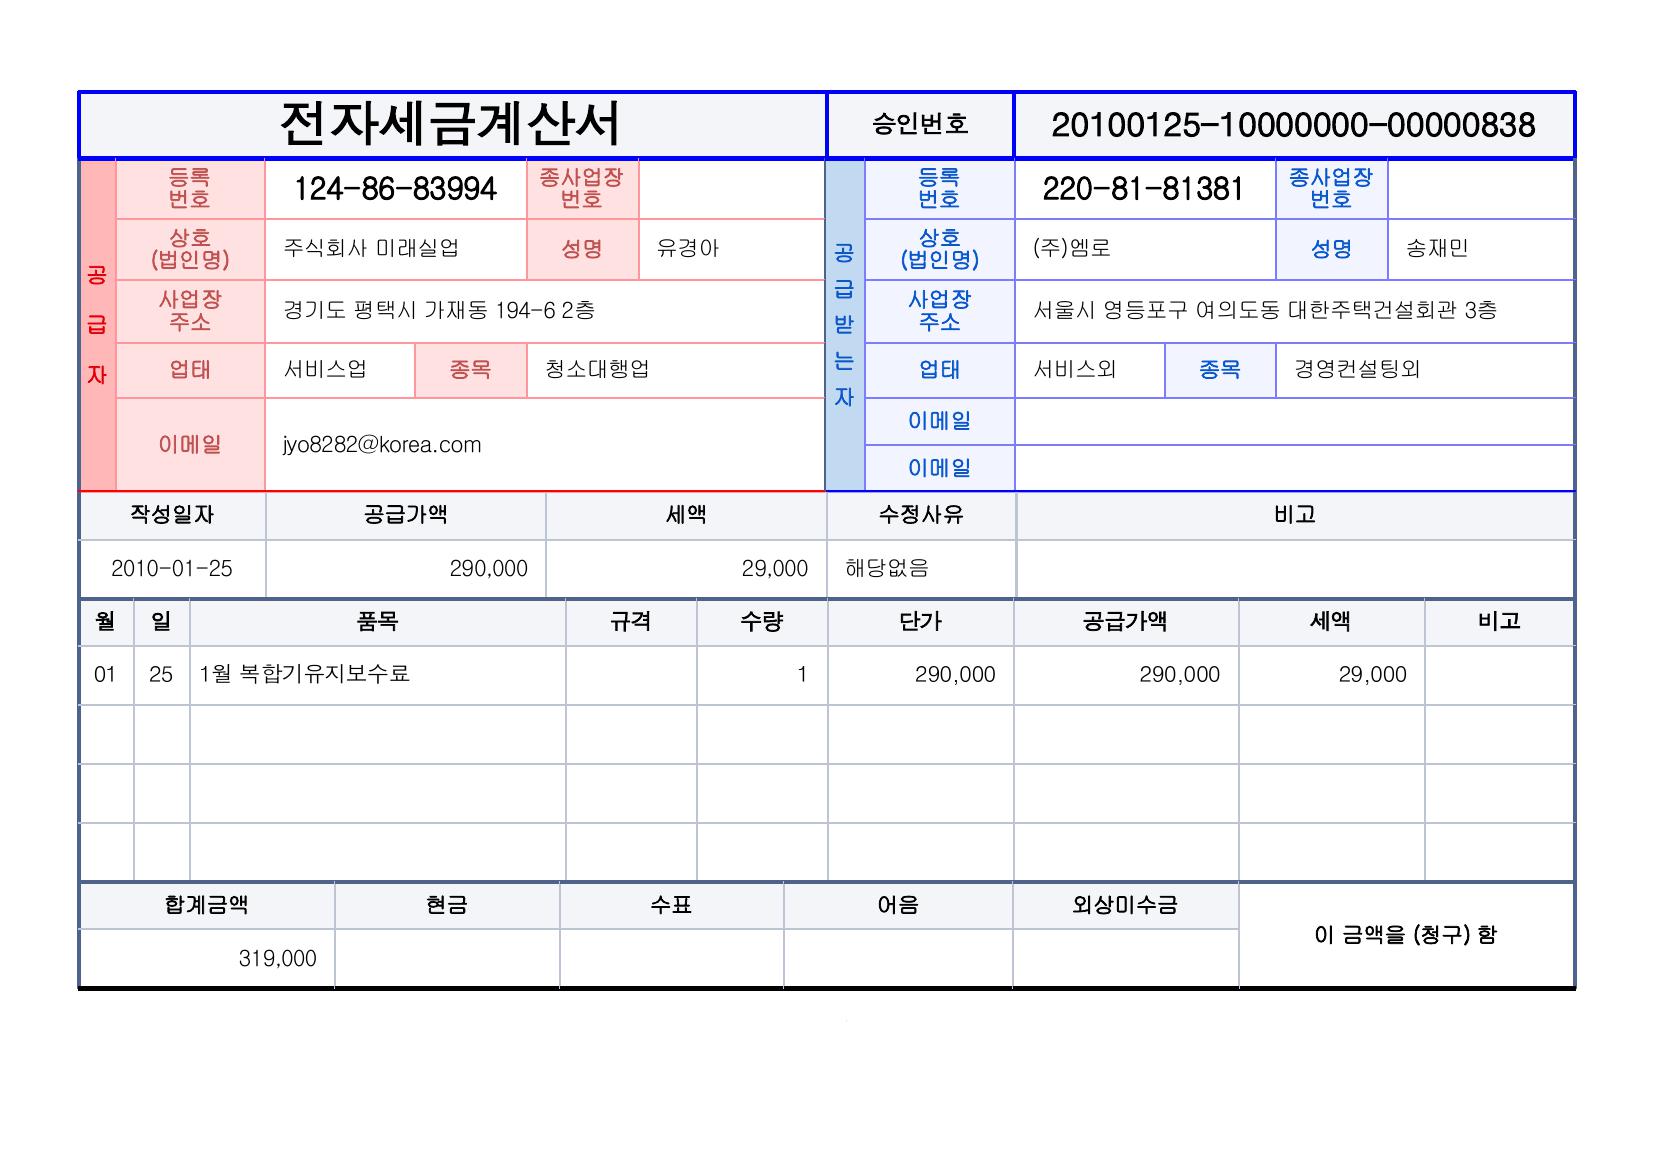 전자세금계산서 승인번호 20100125-10000000-00000838
공급자
등록번호 124-86-83994 종사업장번호
상호(법인명) 주식회사 미래실업 성명 유경아
사업장주소 경기도 평택시 가재동 194-6 2층
업태 서비스업 종목 청소대행업
이메일 jyo8282@korea.com
공급받는자
등록번호 220-81-81381 종사업장번호
상호(법인명) (주)엠로 성명 송재민
사업장주소 서울시 영등포구 여의도동 대한주택건설회관 3층
업태 서비스외 종목 경영컨설팅외
이메일
이메일
작성일자 공급가액 세액 수정사유 비고
2010-01-25 290,000 29,000 해당없음
월 일 품목 규격 수량 단가 공급가액 세액 비고
01 25 1월 복합기유지보수료 1 290,000 290,000 29,000
합계금액 현금 수표 어음 외상미수금
319,000
이 금액을 (청구) 함